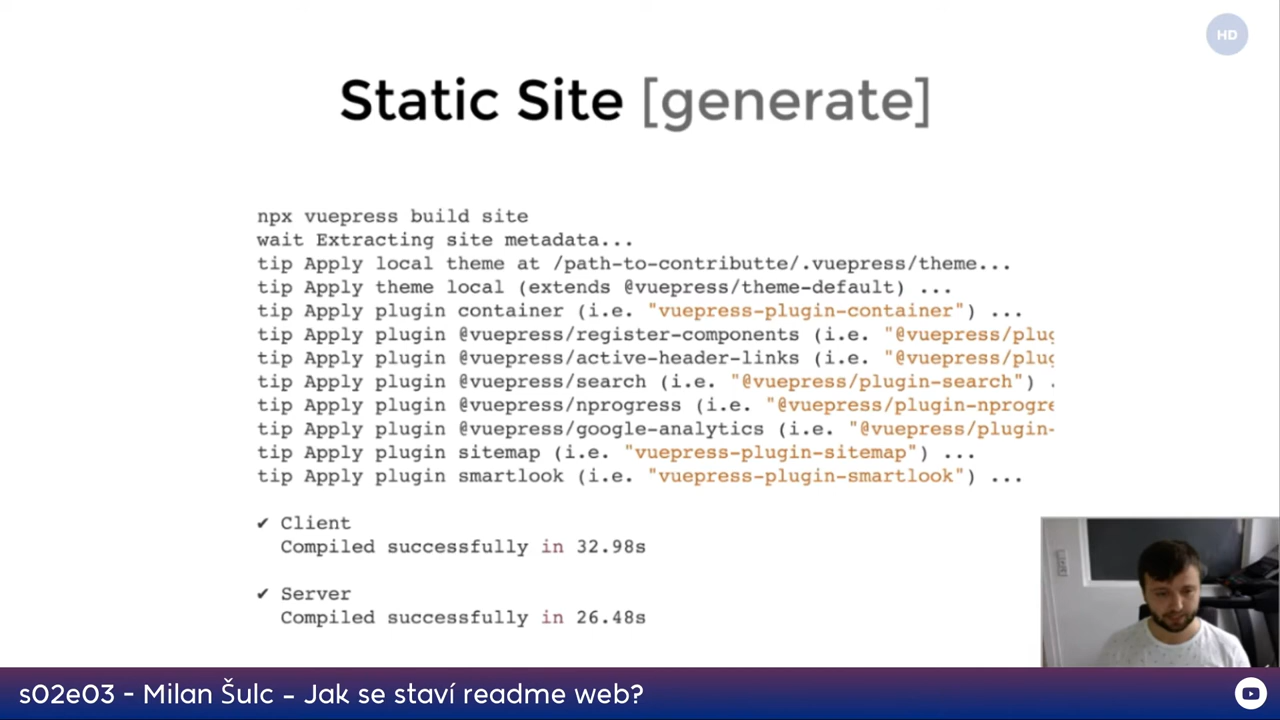 HD
Static Site [generate]
npx vuepress build site
wait Extracting site metadata...
tip Apply local theme at /path-to-contributte/.vuepress/theme...
tip Apply theme local (extends @vuepress/theme-default) ...
tip Apply plugin container (i.e. "vuepress-plugin-container") ...
tip Apply plugin @vuepress/register-components (i.e. "@vuepress/plug
tip Apply plugin @vuepress/active-header-links (i.e. "@vuepress/plug
tip Apply plugin @vuepress/search (i.e. "@vuepress/plugin-search") .
tip Apply plugin @vuepress/nprogress (i.e. "@vuepress/plugin-nprogre
tip Apply plugin @vuepress/google-analytics (i.e. "@vuepress/plugin-
tip Apply plugin sitemap (i.e. "vuepress-plugin-sitemap") ...
tip Apply plugin smartlook (i.e. "vuepress-plugin-smartlook") ...
✔ Client
Compiled successfully in 32.98s
✔ Server
Compiled successfully in 26.48s
s02e03 - Milan Šulc - Jak se staví readme web?